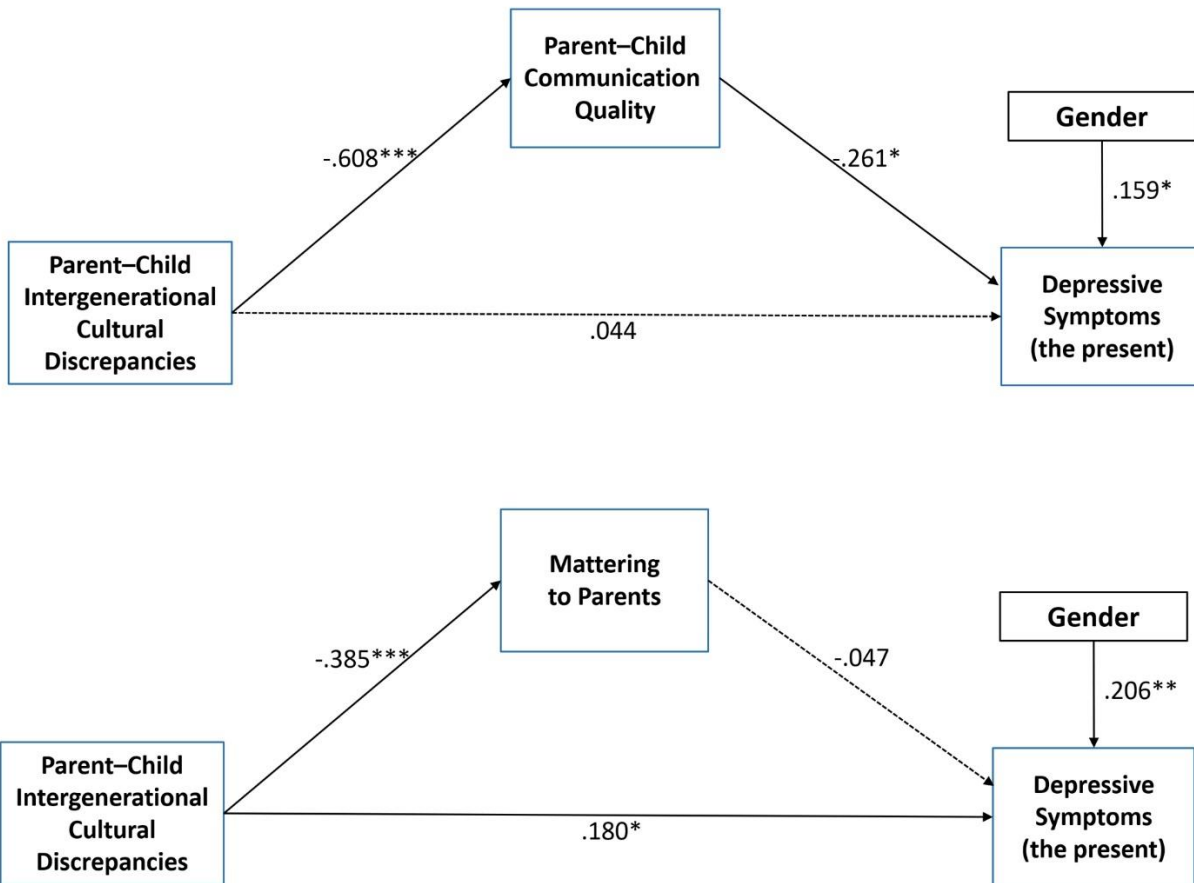 Parent–Child
Communication
Quality
Gender
-.608***
-.261*
.159*
Parent–Child
Intergenerational
Cultural
Discrepancies
.044
Depressive
Symptoms
(the present)
Mattering
to Parents
Gender
-.385***
-.047
.206**
Parent–Child
Intergenerational
Cultural
Discrepancies
.180*
Depressive
Symptoms
(the present)